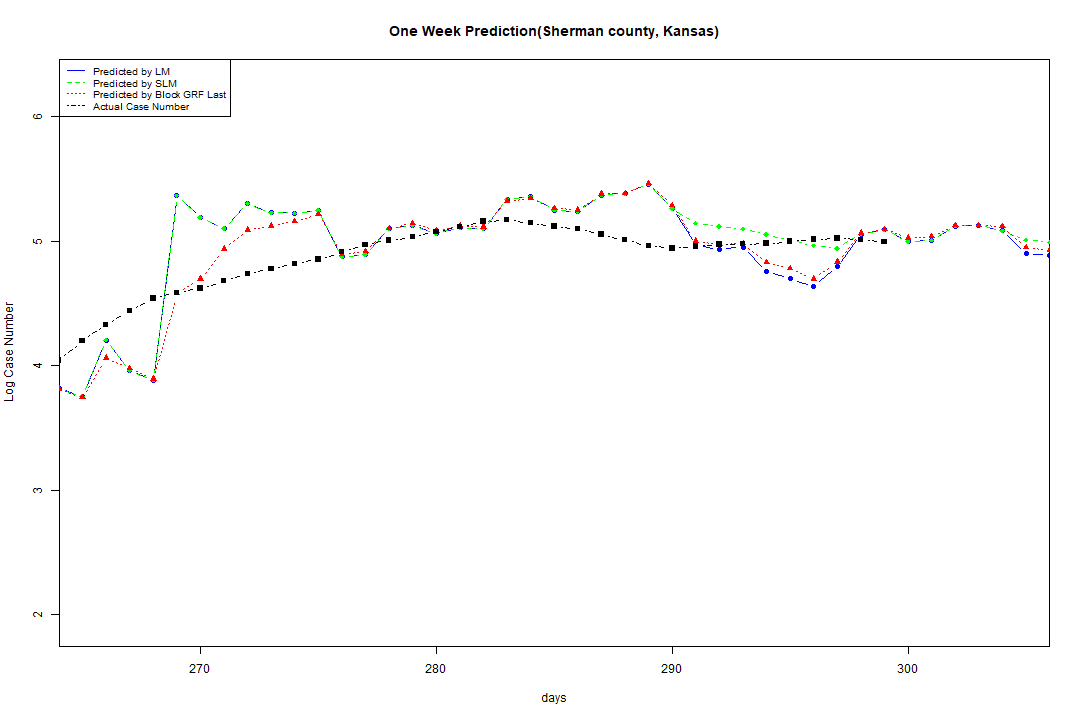 One Week Prediction(Sherman county, Kansas)
Predicted by LM
Predicted by SLM
Predicted by Block GRF Last
Actual Case Number
6
5
4
3
2
Log Case Number
270 280 290 300
days